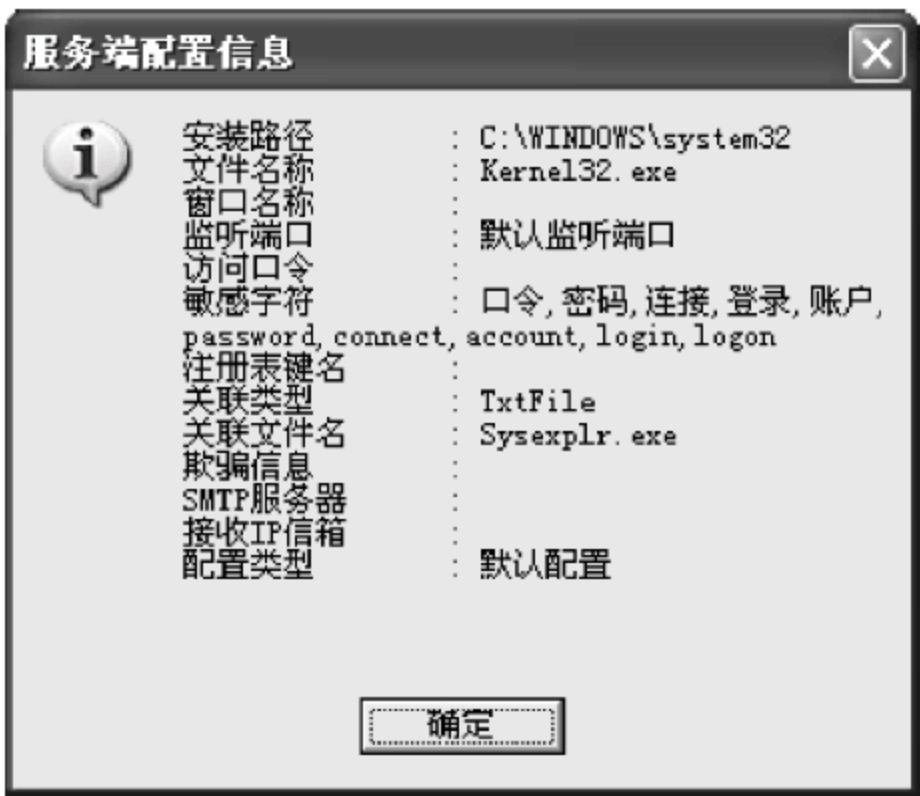 服务端配置信息
安装路径 : C:\WINDOWS\system32
文件名称 : Kernel32.exe
窗口名称 :
监听端口 : 默认监听端口
访问口令 :
敏感字符 : 口令,密码,连接,登录,账户,
password,connect,account,login,logon
注册表键名 :
关联类型 : TxtFile
关联文件名 : Sysexplr.exe
欺骗信息 :
SMTP服务器 :
接收IP信箱 :
配置类型 : 默认配置
确定